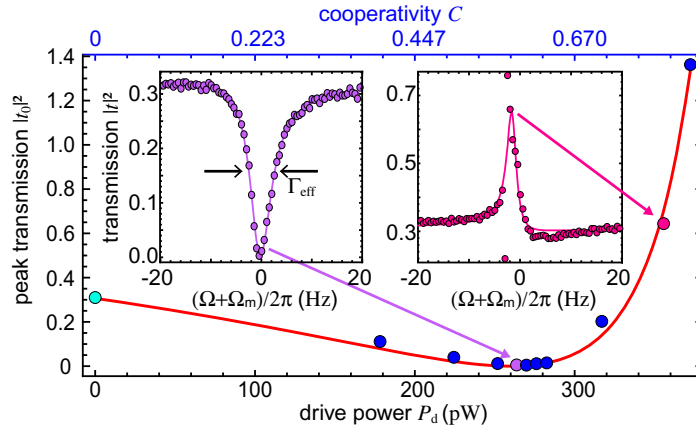 cooperativity C
0 0.223 0.447 0.670
peak transmission |t₀|²
1.4
1.2
1.0
0.8
0.6
0.4
0.2
0
transmission |t|²
0.3
0.2
0.1
0.0
Γeff
-20 0 20
(Ω+Ωm)/2π (Hz)
0.7
0.5
0.3
-20 0 20
(Ω+Ωm)/2π (Hz)
0 120 240 360
drive power Pd (pW)